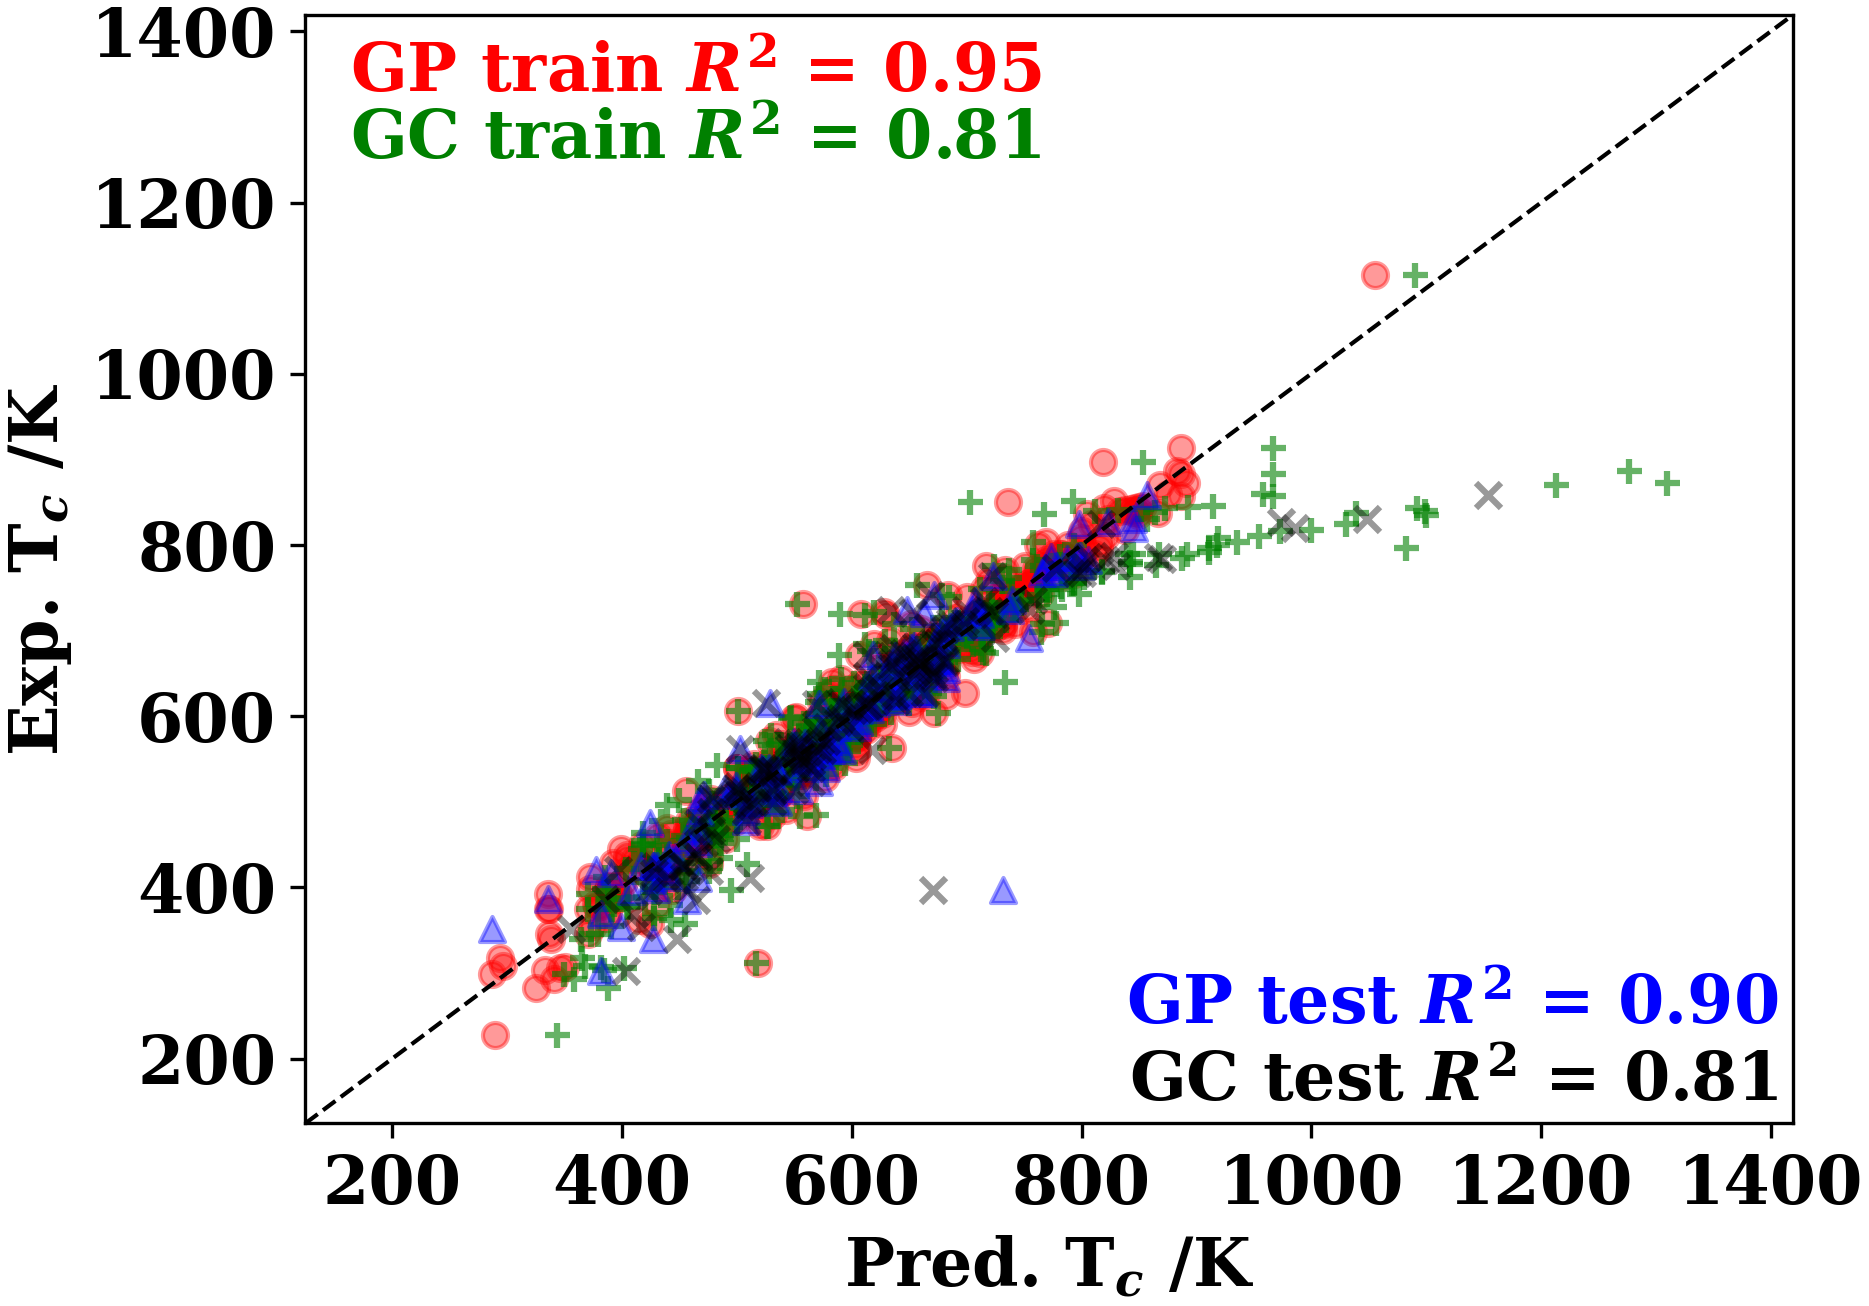 GP train R² = 0.95
GC train R² = 0.81
GP test R² = 0.90
GC test R² = 0.81
1400
1200
1000
800
600
400
200
Exp. Tc /K
200 400 600 800 1000 1200 1400
Pred. Tc /K